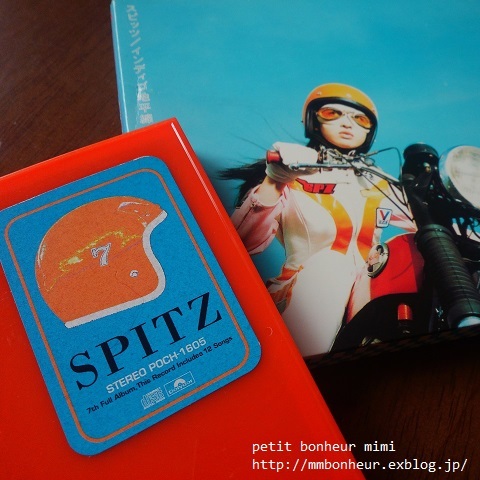 7
SPITZ
STEREO POCH-1605
7th Full Album, This Record Includes 12 Songs
petit bonheur mimi
http://mmbonheur.exblog.jp/